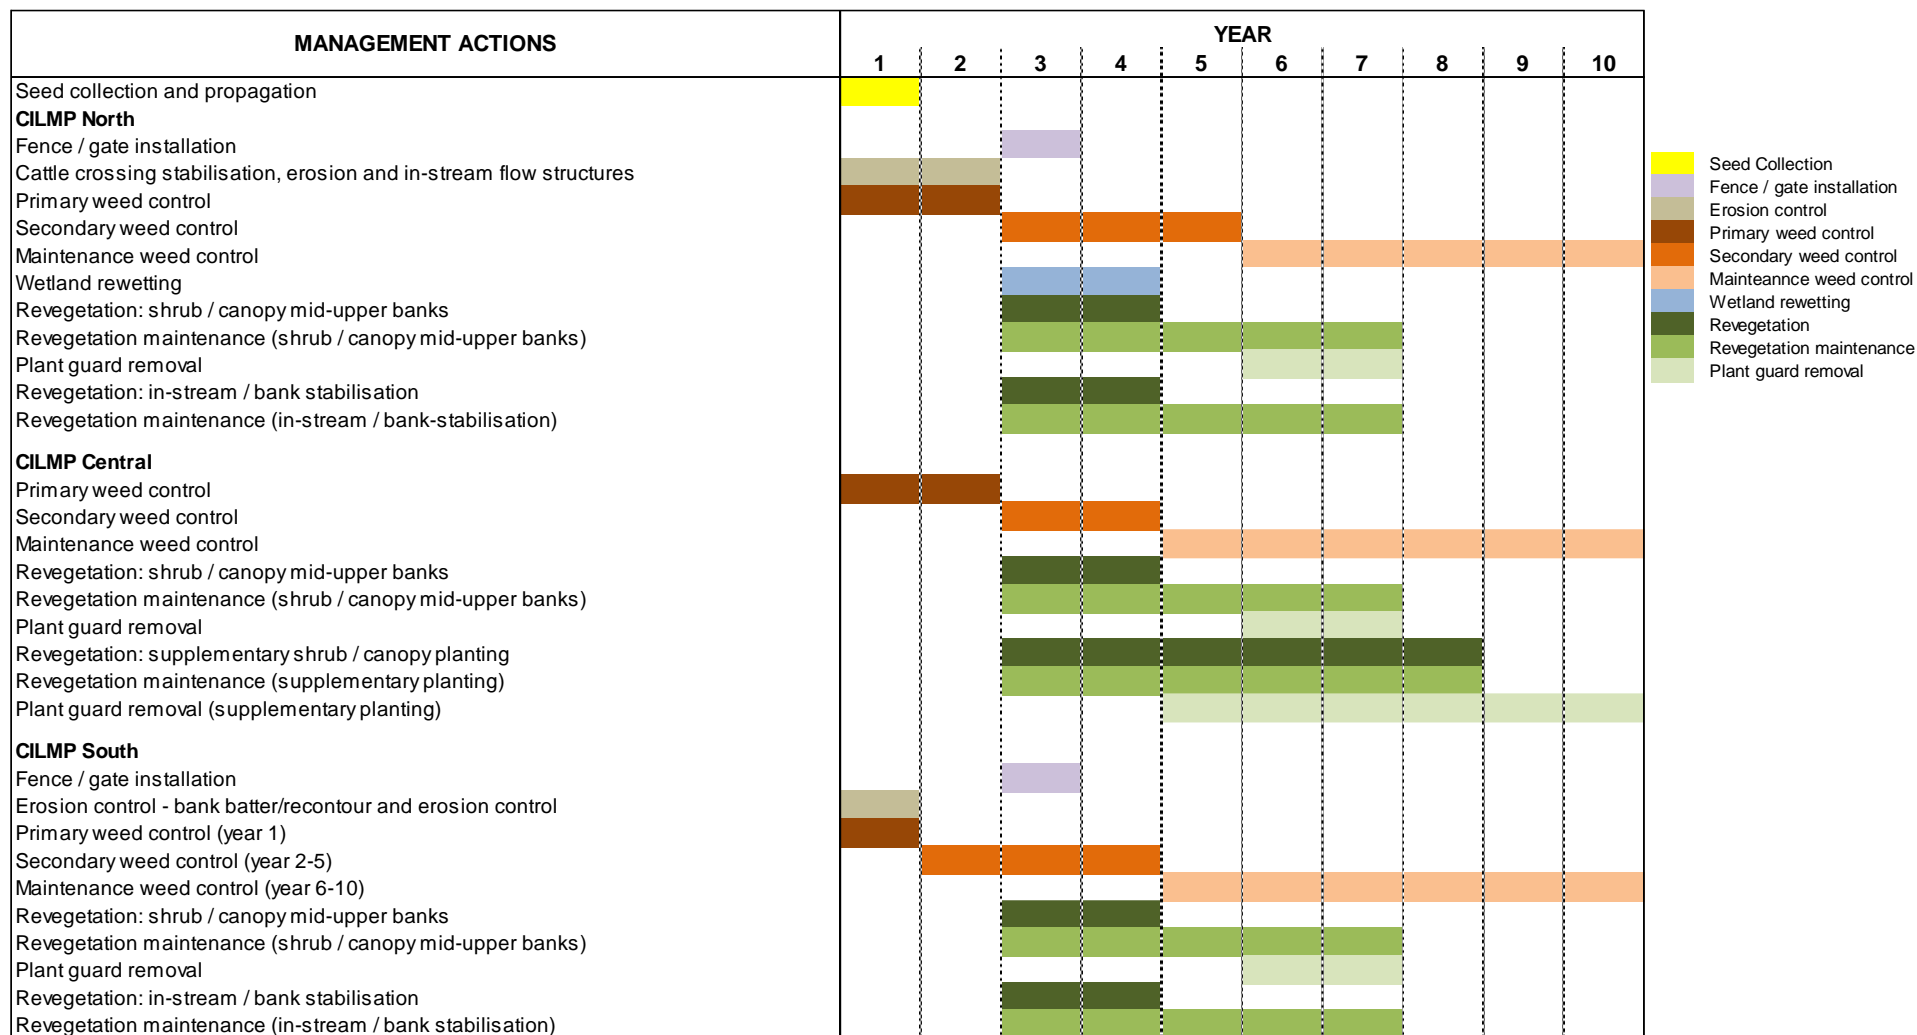 MANAGEMENT ACTIONS
YEAR
1 2 3 4 5 6 7 8 9 10
Seed collection and propagation
CILMP North
Fence / gate installation
Cattle crossing stabilisation, erosion and in-stream flow structures
Primary weed control
Secondary weed control
Maintenance weed control
Wetland rewetting
Revegetation: shrub / canopy mid-upper banks
Revegetation maintenance (shrub / canopy mid-upper banks)
Plant guard removal
Revegetation: in-stream / bank stabilisation
Revegetation maintenance (in-stream / bank-stabilisation)
CILMP Central
Primary weed control
Secondary weed control
Maintenance weed control
Revegetation: shrub / canopy mid-upper banks
Revegetation maintenance (shrub / canopy mid-upper banks)
Plant guard removal
Revegetation: supplementary shrub / canopy planting
Revegetation maintenance (supplementary planting)
Plant guard removal (supplementary planting)
CILMP South
Fence / gate installation
Erosion control - bank batter/recontour and erosion control
Primary weed control (year 1)
Secondary weed control (year 2-5)
Maintenance weed control (year 6-10)
Revegetation: shrub / canopy mid-upper banks
Revegetation maintenance (shrub / canopy mid-upper banks)
Plant guard removal
Revegetation: in-stream / bank stabilisation
Revegetation maintenance (in-stream / bank stabilisation)
Seed Collection
Fence / gate installation
Erosion control
Primary weed control
Secondary weed control
Mainteannce weed control
Wetland rewetting
Revegetation
Revegetation maintenance
Plant guard removal